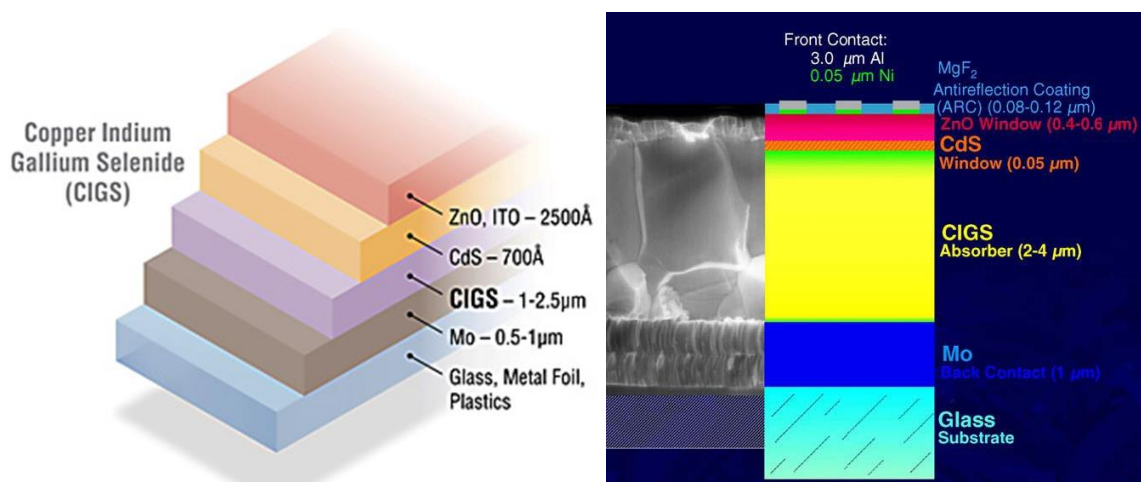 Copper Indium
Gallium Selenide
(CIGS)
ZnO, ITO – 2500Å
CdS – 700Å
CIGS – 1-2.5µm
Mo – 0.5-1µm
Glass, Metal Foil,
Plastics
Front Contact:
3.0 µm Al
0.05 µm Ni
MgF2
Antireflection Coating
(ARC) (0.08-0.12 µm)
ZnO Window (0.4-0.6 µm)
CdS
Window (0.05 µm)
CIGS
Absorber (2-4 µm)
Mo
Back Contact (1 µm)
Glass
Substrate